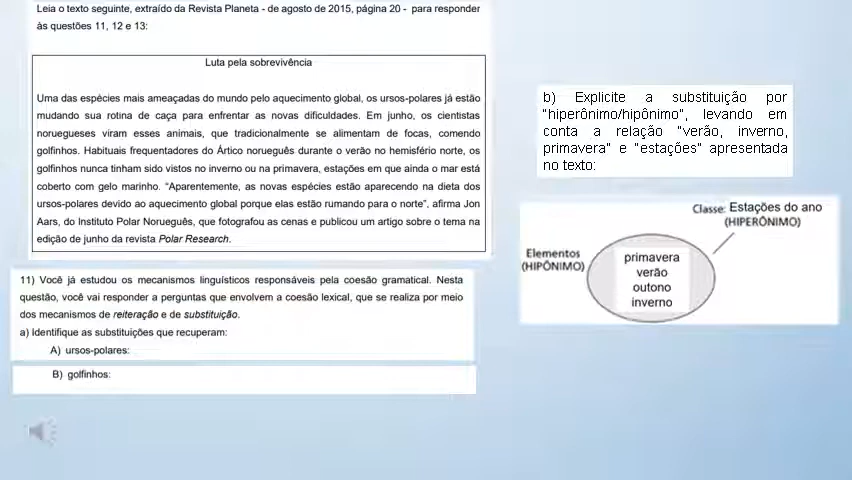 Leia o texto seguinte, extraído da Revista Planeta - de agosto de 2015, página 20 - para responder
às questões 11, 12 e 13:
Luta pela sobrevivência
Uma das espécies mais ameaçadas do mundo pelo aquecimento global, os ursos-polares já estão
mudando sua rotina de caça para enfrentar as novas dificuldades. Em junho, os cientistas
noruegueses viram esses animais, que tradicionalmente se alimentam de focas, comendo
golfinhos. Habituais frequentadores do Ártico norueguês durante o verão no hemisfério norte, os
golfinhos nunca tinham sido vistos no inverno ou na primavera, estações em que ainda o mar está
coberto com gelo marinho. "Aparentemente, as novas espécies estão aparecendo na dieta dos
ursos-polares devido ao aquecimento global porque elas estão rumando para o norte", afirma Jon
Aars, do Instituto Polar Norueguês, que fotografou as cenas e publicou um artigo sobre o tema na
edição de junho da revista Polar Research.
11) Você já estudou os mecanismos linguísticos responsáveis pela coesão gramatical. Nesta
questão, você vai responder a perguntas que envolvem a coesão lexical, que se realiza por meio
dos mecanismos de reiteração e de substituição.
a) Identifique as substituições que recuperam:
A) ursos-polares:
B) golfinhos:
b) Explicite a substituição por
"hiperônimo/hipônimo", levando em
conta a relação "verão, inverno,
primavera" e "estações" apresentada
no texto:
Classe: Estações do ano
(HIPERÔNIMO)
Elementos
(HIPÔNIMO)
primavera
verão
outono
inverno